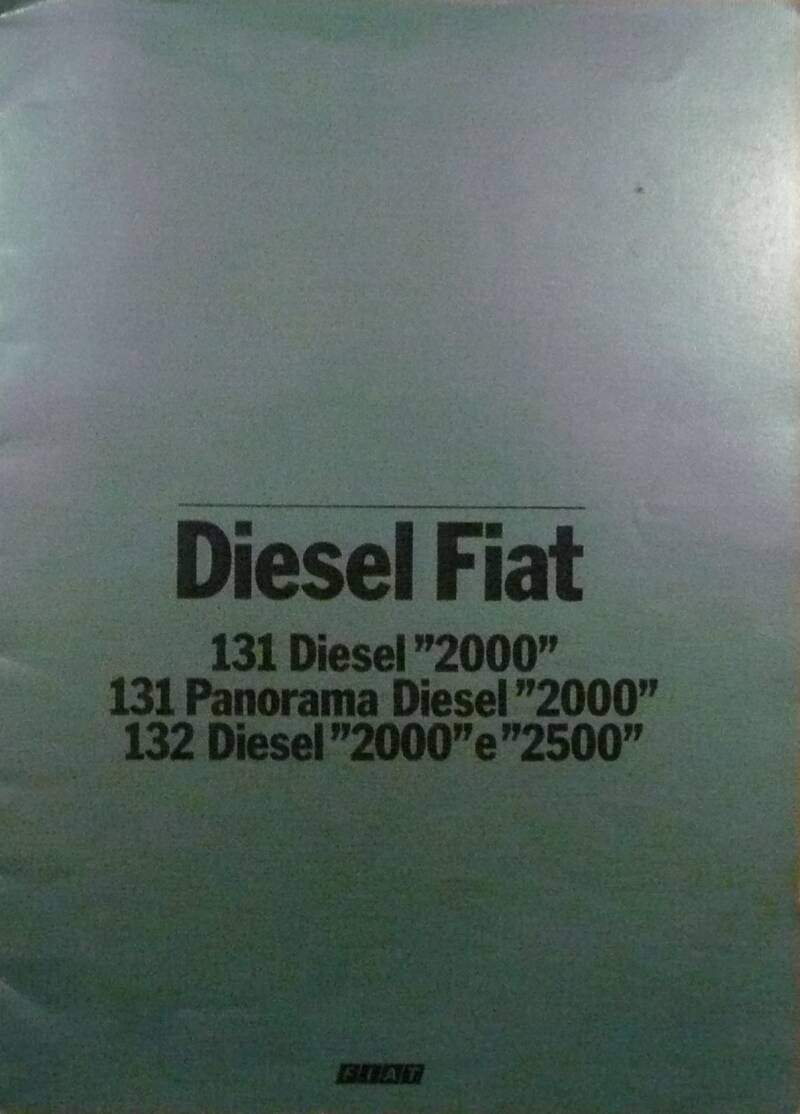 Diesel Fiat
131 Diesel ”2000”
131 Panorama Diesel ”2000”
132 Diesel ”2000” e ”2500”
FIAT